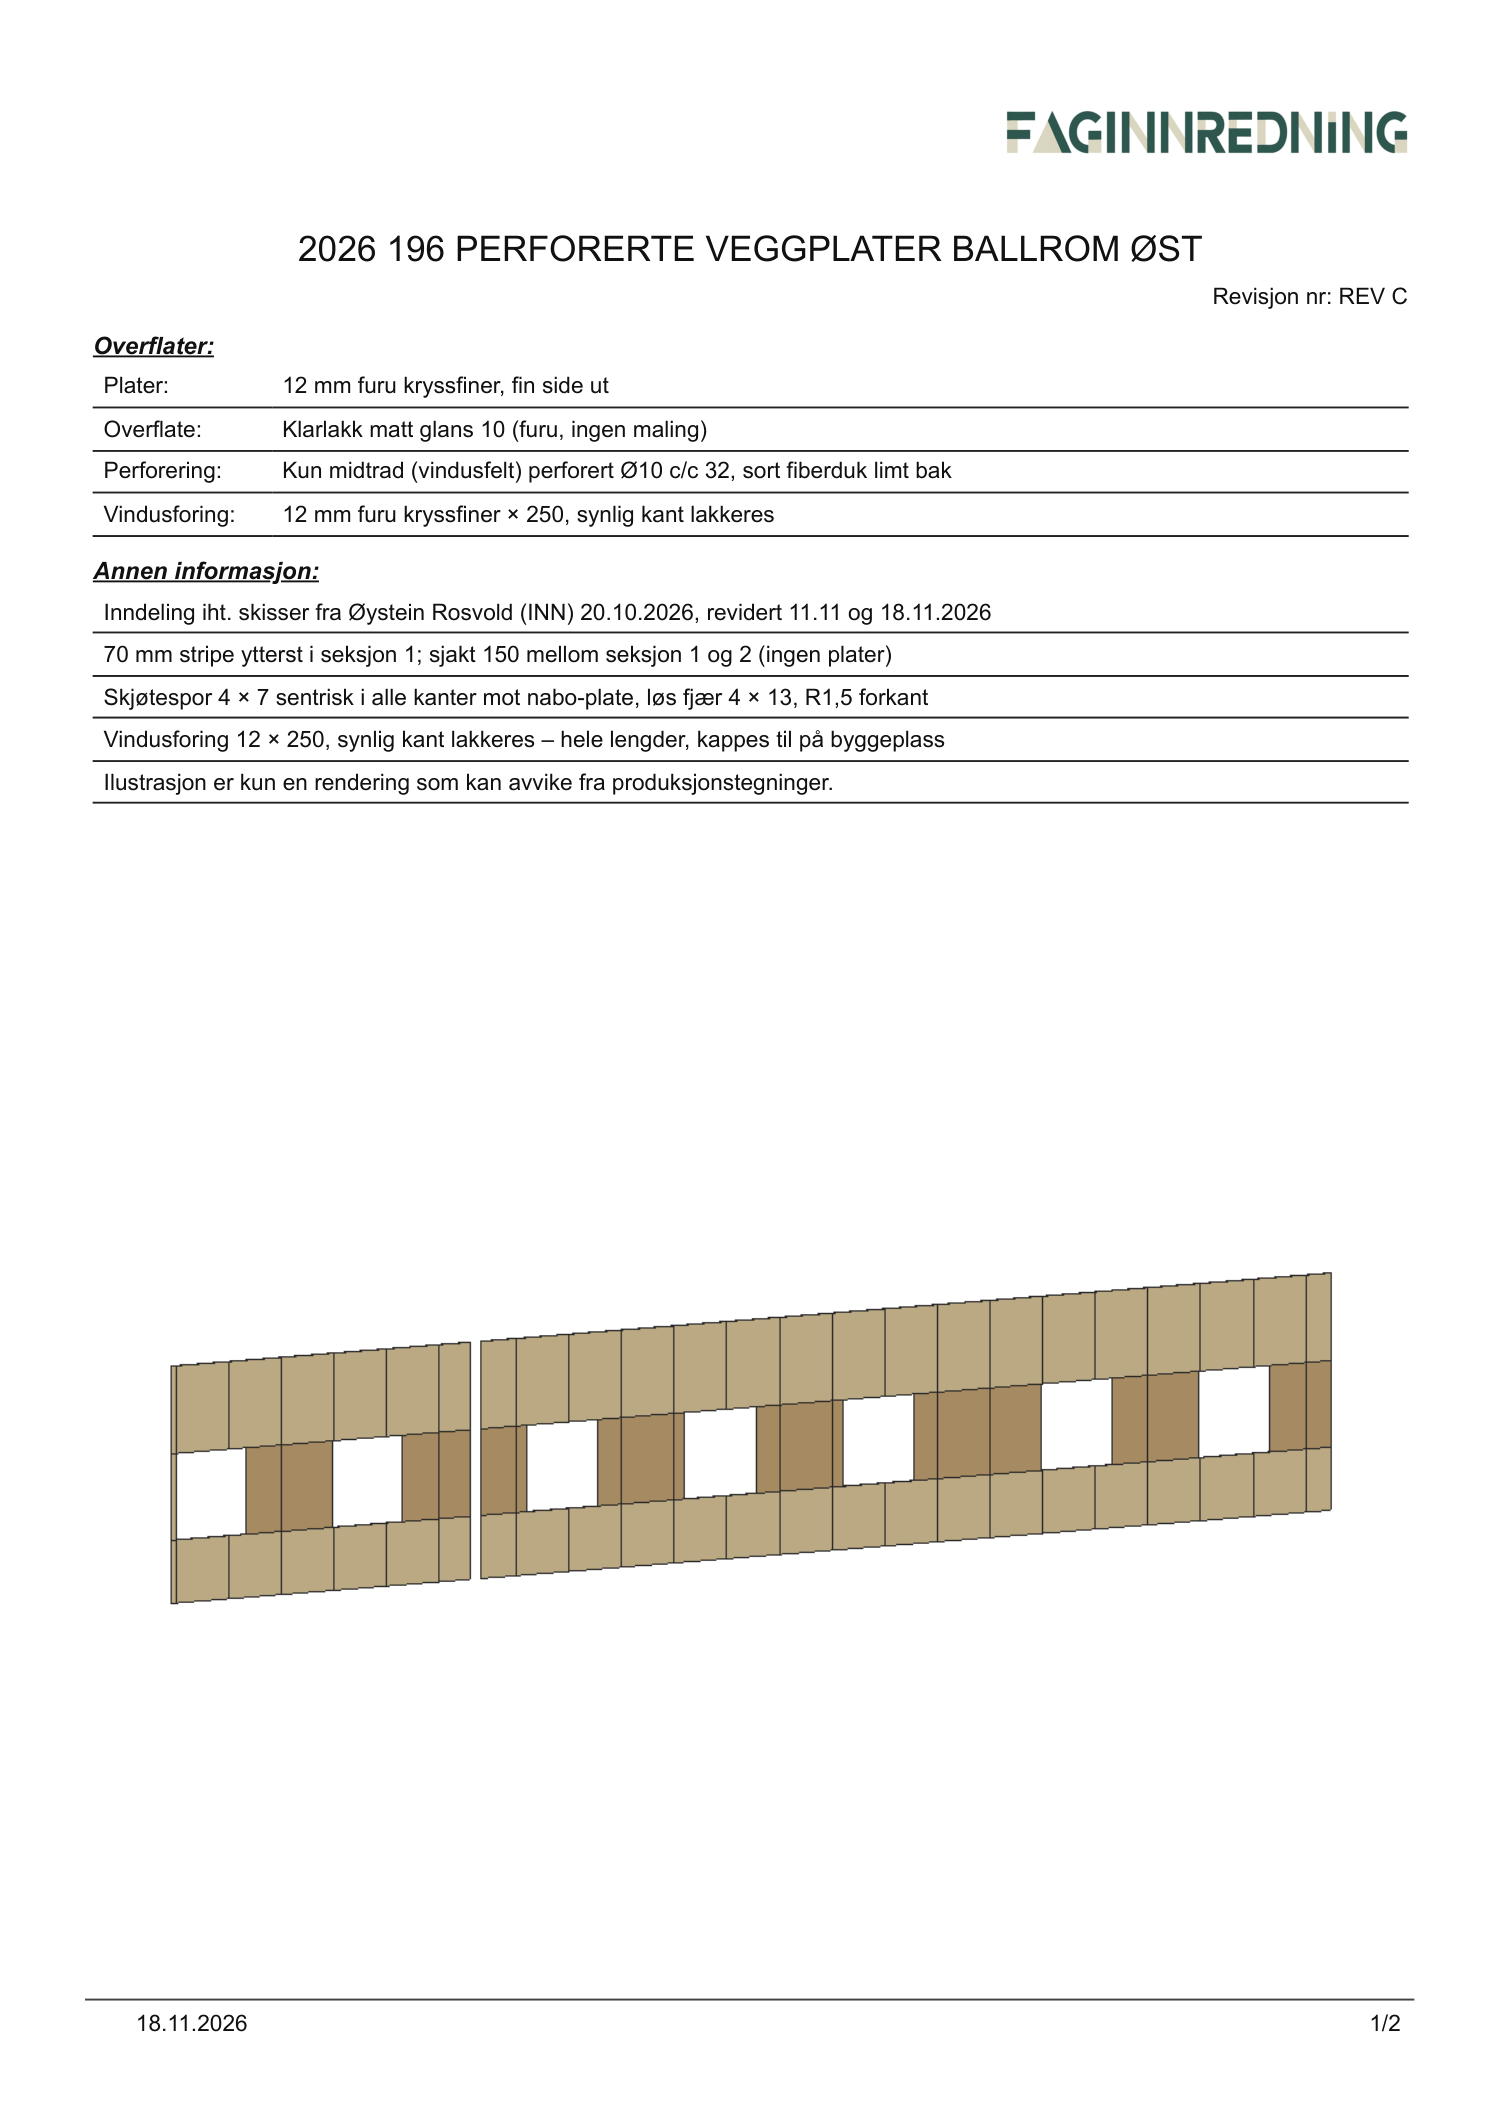 FAGINNREDNING
2026 196 PERFORERTE VEGGPLATER BALLROM ØST
Revisjon nr: REV C
Overflater:
Plater: 12 mm furu kryssfiner, fin side ut
Overflate: Klarlakk matt glans 10 (furu, ingen maling)
Perforering: Kun midtrad (vindusfelt) perforert Ø10 c/c 32, sort fiberduk limt bak
Vindusforing: 12 mm furu kryssfiner × 250, synlig kant lakkeres
Annen informasjon:
Inndeling iht. skisser fra Øystein Rosvold (INN) 20.10.2026, revidert 11.11 og 18.11.2026
70 mm stripe ytterst i seksjon 1; sjakt 150 mellom seksjon 1 og 2 (ingen plater)
Skjøtespor 4 × 7 sentrisk i alle kanter mot nabo-plate, løs fjær 4 × 13, R1,5 forkant
Vindusforing 12 × 250, synlig kant lakkeres – hele lengder, kappes til på byggeplass
Ilustrasjon er kun en rendering som kan avvike fra produksjonstegninger.
18.11.2026 1/2